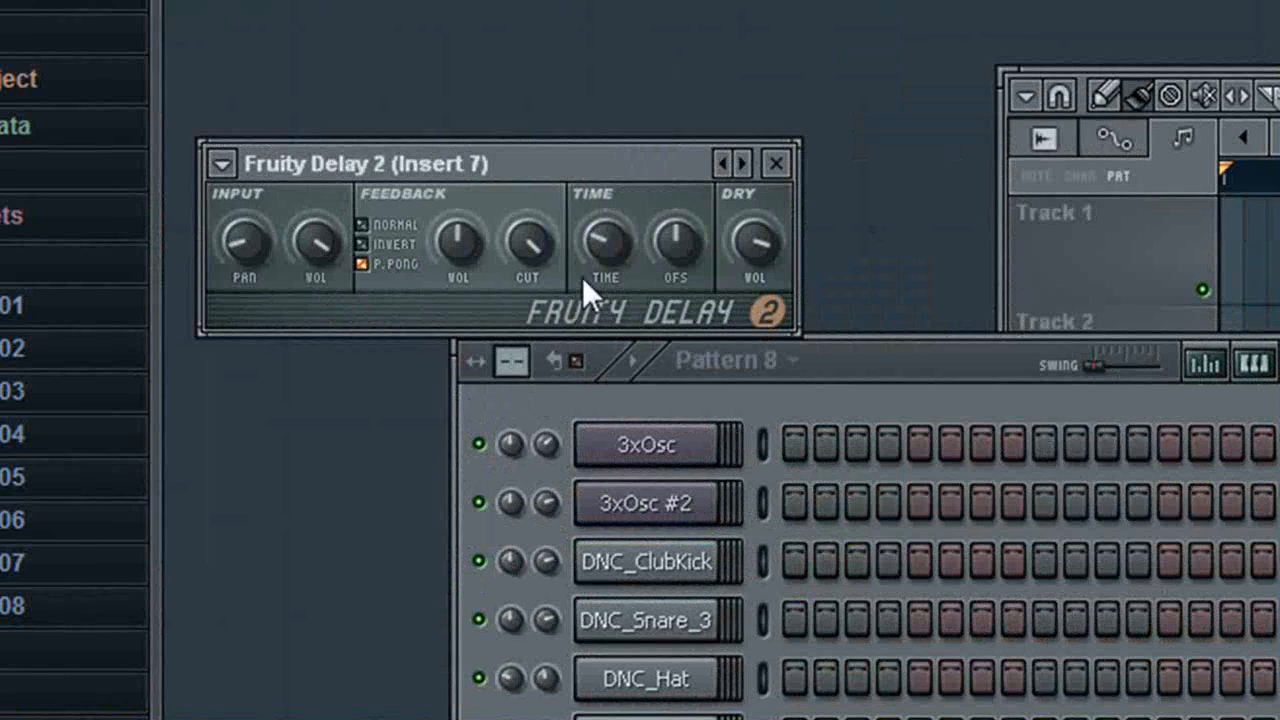 ject
ata
ts
01
02
03
04
05
06
07
08
Fruity Delay 2 (Insert 7)
INPUT FEEDBACK TIME DRY
NORMAL
INVERT
P.PONG
PAN VOL VOL CUT TIME OFS VOL
FRUITY DELAY 2
PAT
Track 1
Track 2
Pattern 8
SWING
3xOsc
3xOsc #2
DNC_ClubKick
DNC_Snare_3
DNC_Hat